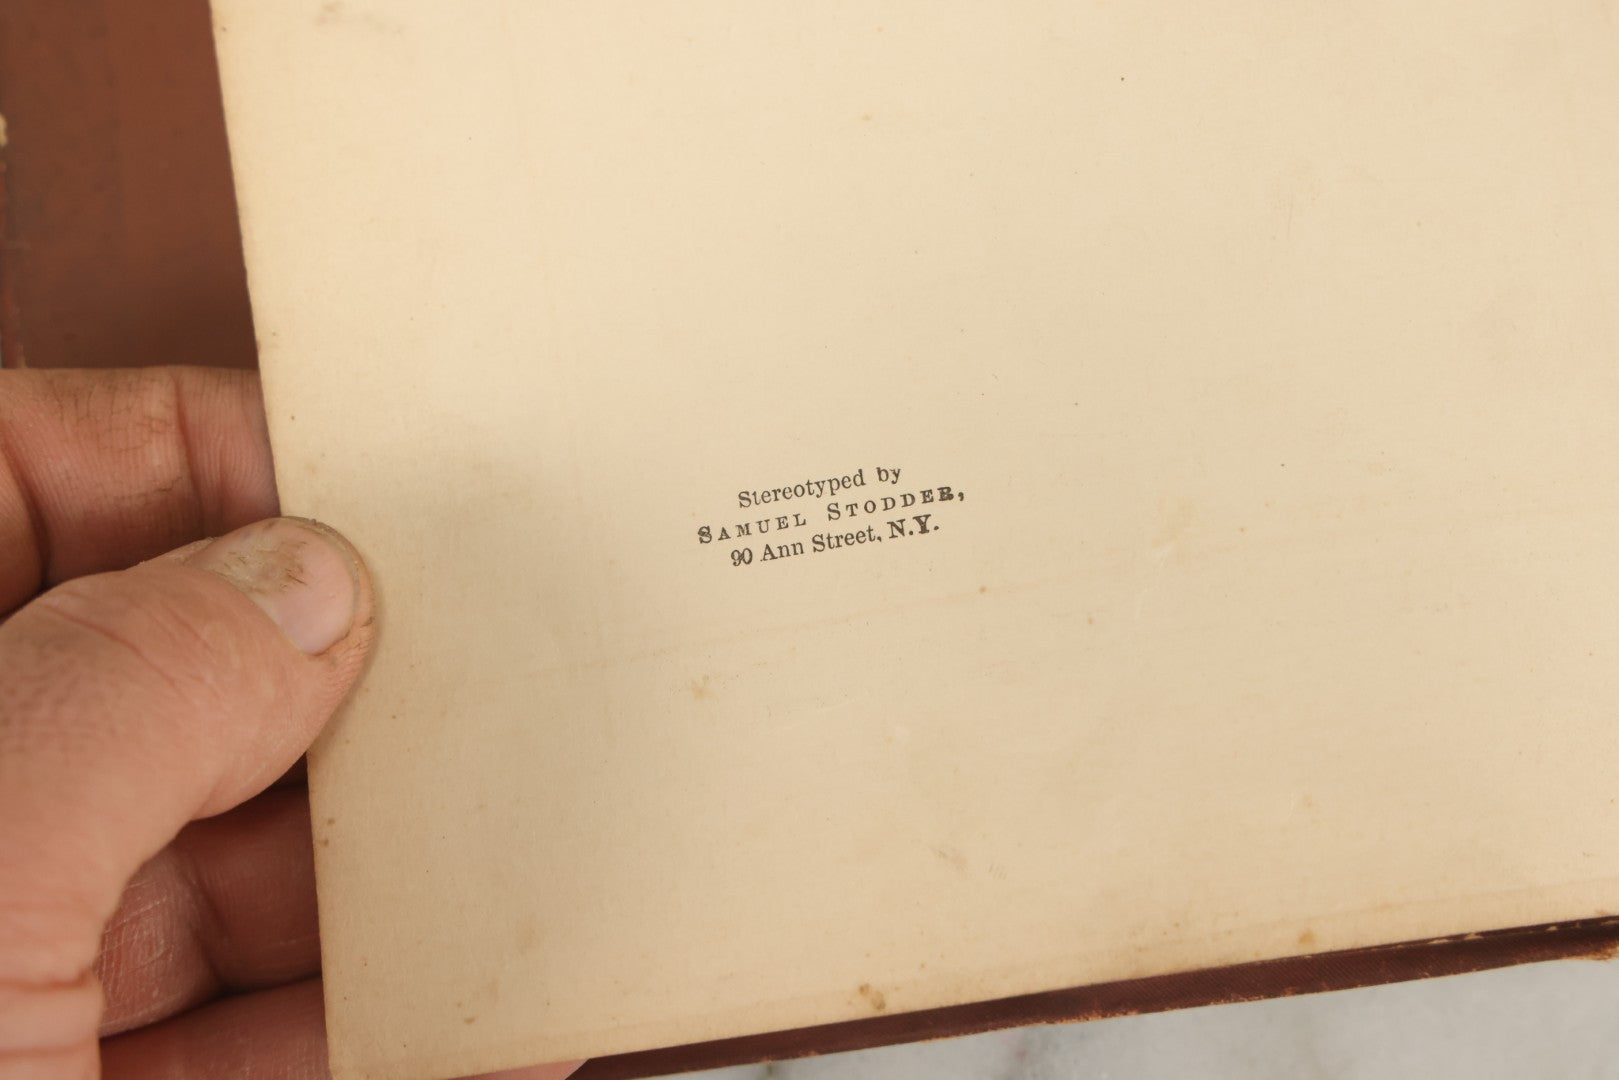 Stereotyped by
SAMUEL STODDER,
90 Ann Street, N.Y.